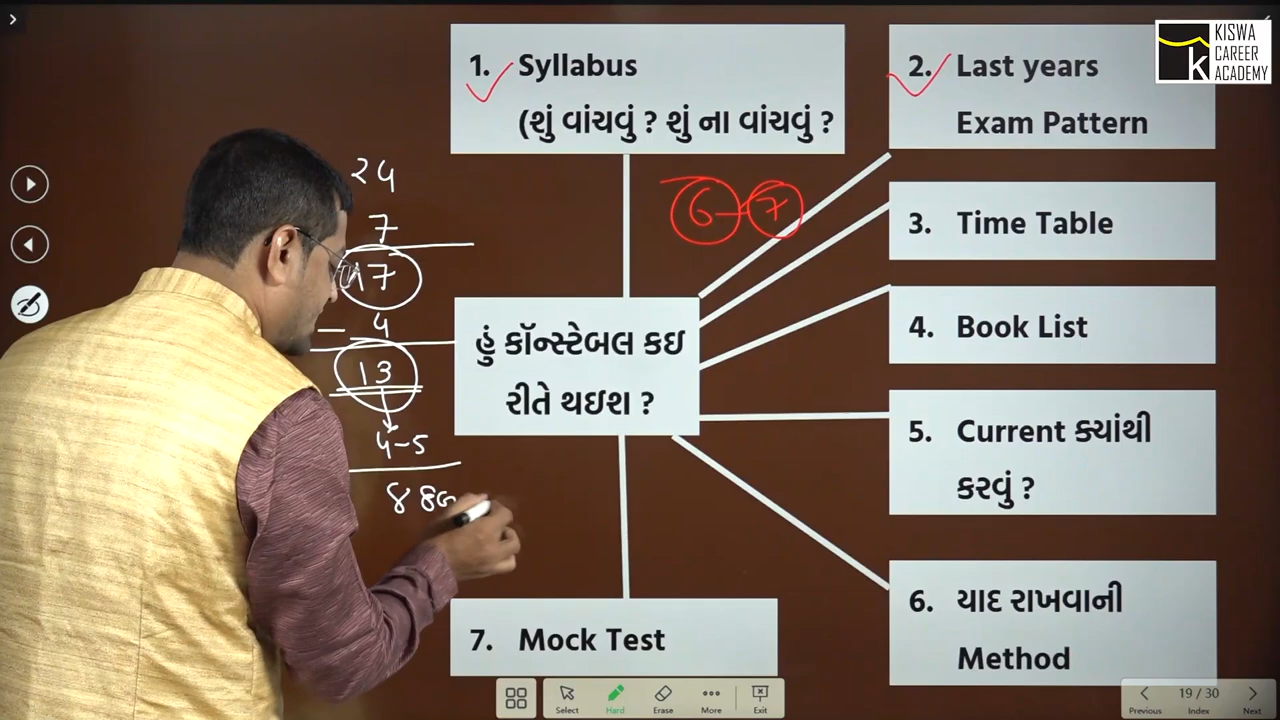 KISWA
CAREER
ACADEMY
1. Syllabus
(શું વાંચવું ? શું ના વાંચવું ?
2. Last years
Exam Pattern
3. Time Table
4. Book List
5. Current ક્યાંથી
કરવું ?
6. યાદ રાખવાની
Method
7. Mock Test
હું કૉન્સ્ટેબલ કઇ
રીતે થઇશ ?
6-7
24
7
17
- 4
13
4-5
Select
Hard
Erase
More
Exit
19 / 30
Previous
Index
Next